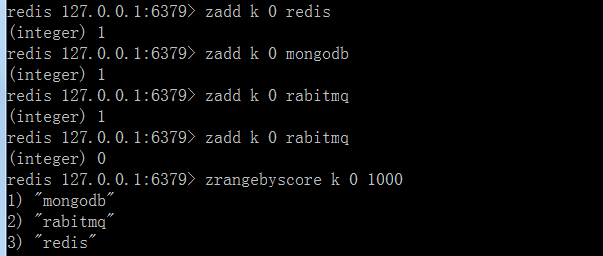 redis 127.0.0.1:6379> zadd k 0 redis
(integer) 1
redis 127.0.0.1:6379> zadd k 0 mongodb
(integer) 1
redis 127.0.0.1:6379> zadd k 0 rabitmq
(integer) 1
redis 127.0.0.1:6379> zadd k 0 rabitmq
(integer) 0
redis 127.0.0.1:6379> zrangebyscore k 0 1000
1) "mongodb"
2) "rabitmq"
3) "redis"